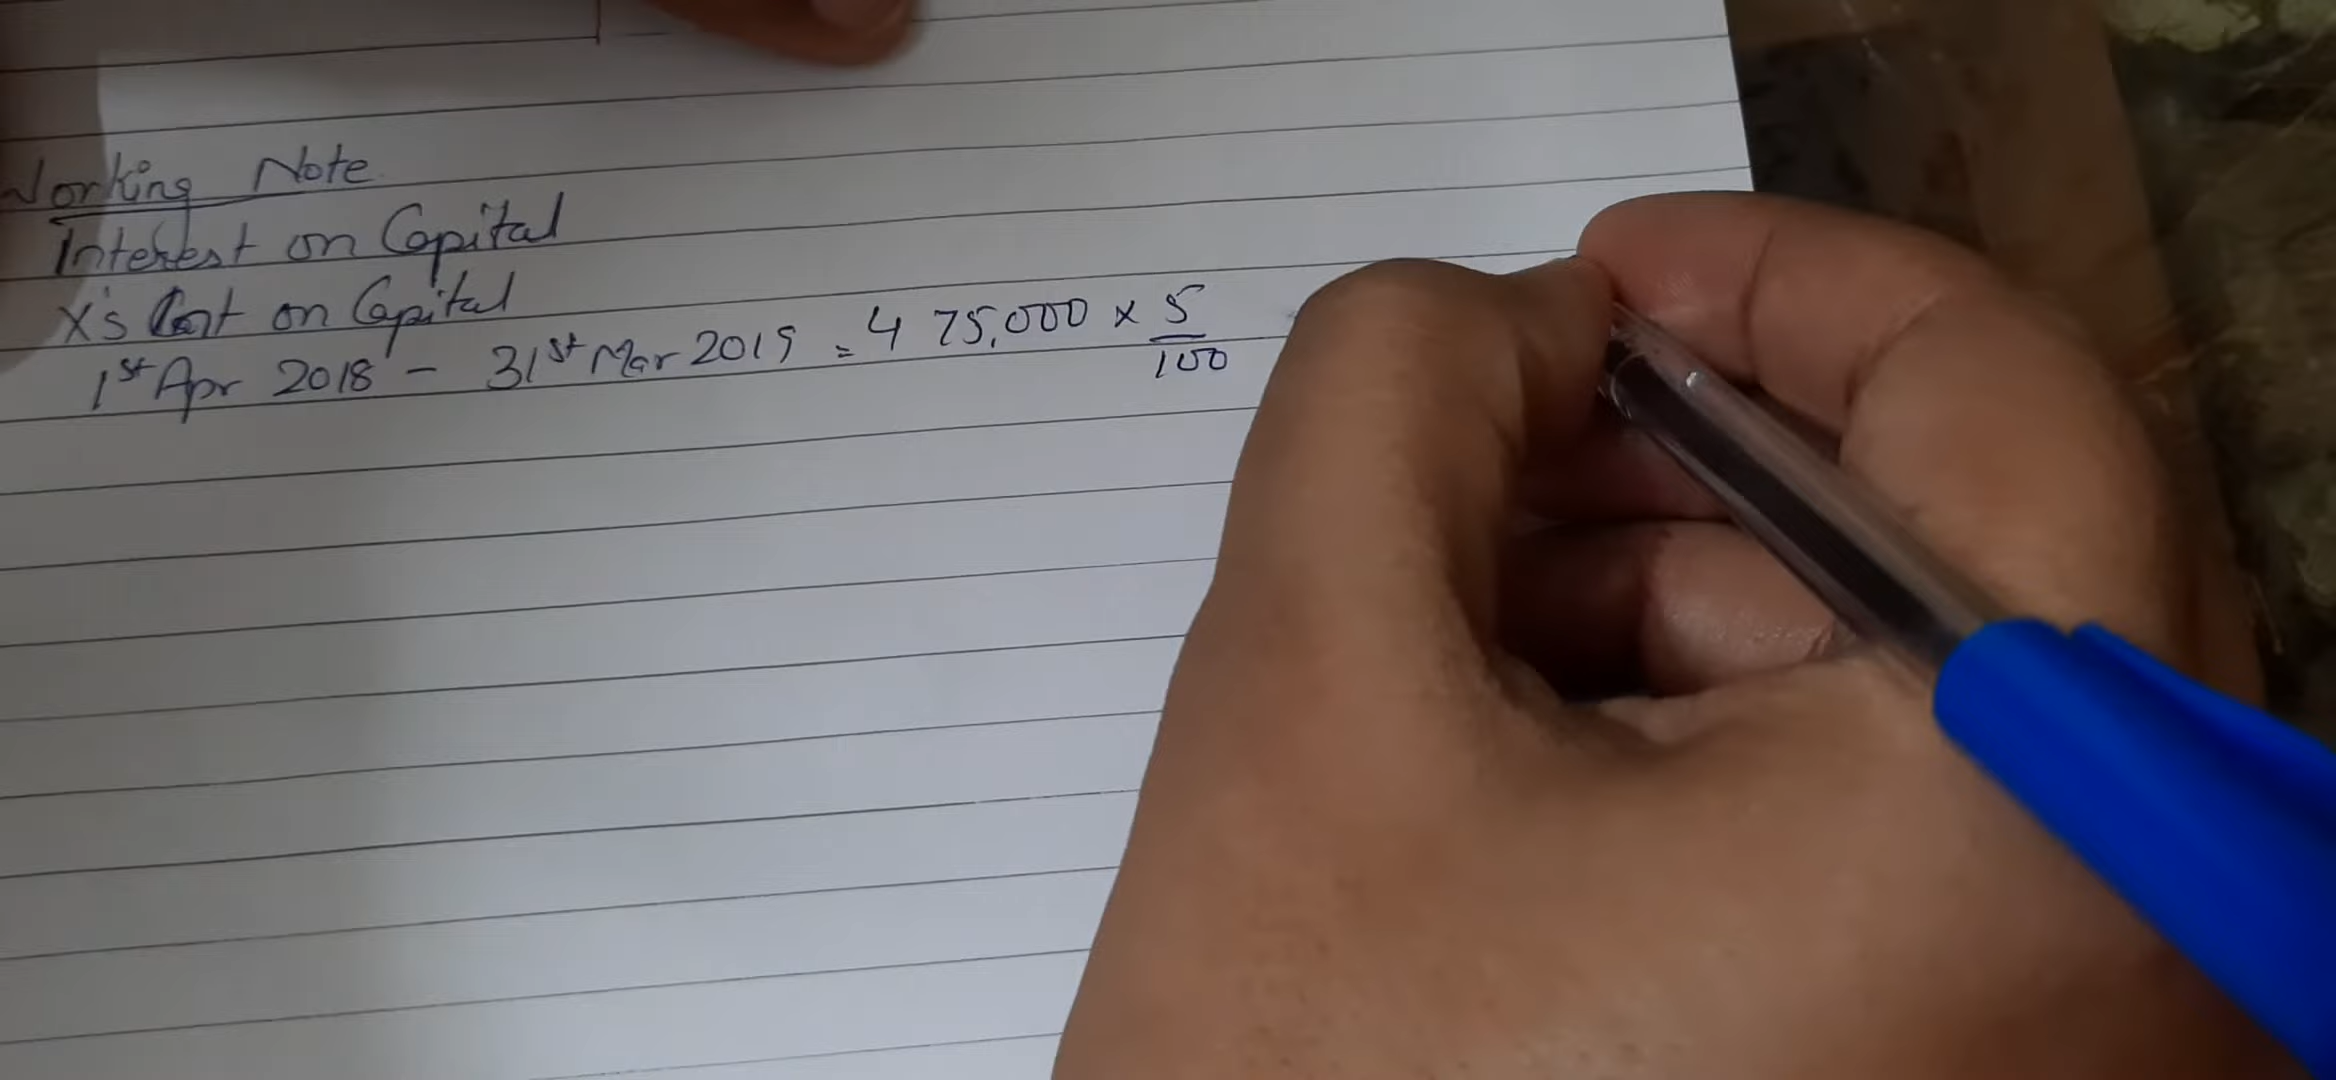 Working Note
Interest on Capital
X's Int on Capital
1st Apr 2018 - 31st Mar 2019 = 4 75,000 × 5/100